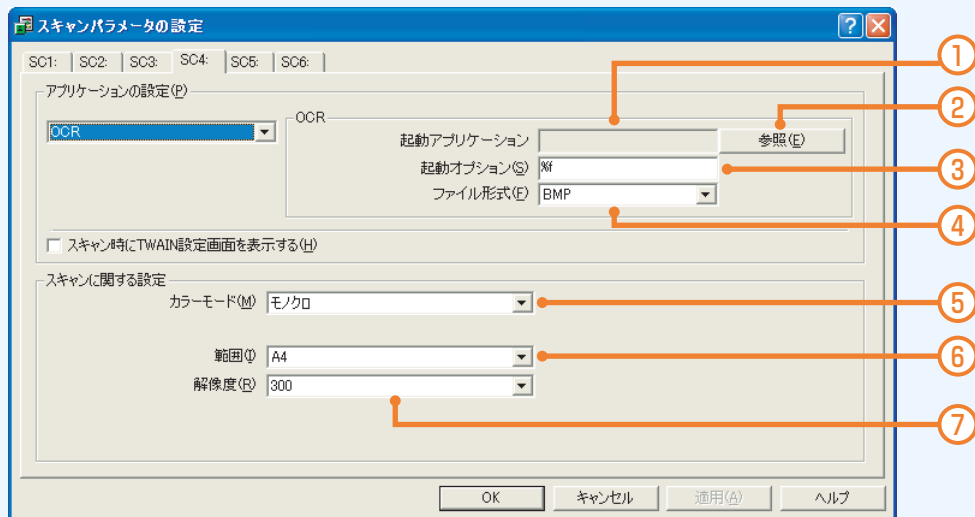 スキャンパラメータの設定
SC1: SC2: SC3: SC4: SC5: SC6:
アプリケーションの設定(P)
OCR
OCR
起動アプリケーション 参照(E)
起動オプション(S) %f
ファイル形式(F) BMP
スキャン時にTWAIN設定画面を表示する(H)
スキャンに関する設定
カラーモード(M) モノクロ
範囲(I) A4
解像度(R) 300
OK キャンセル 適用(A) ヘルプ
①
②
③
④
⑤
⑥
⑦